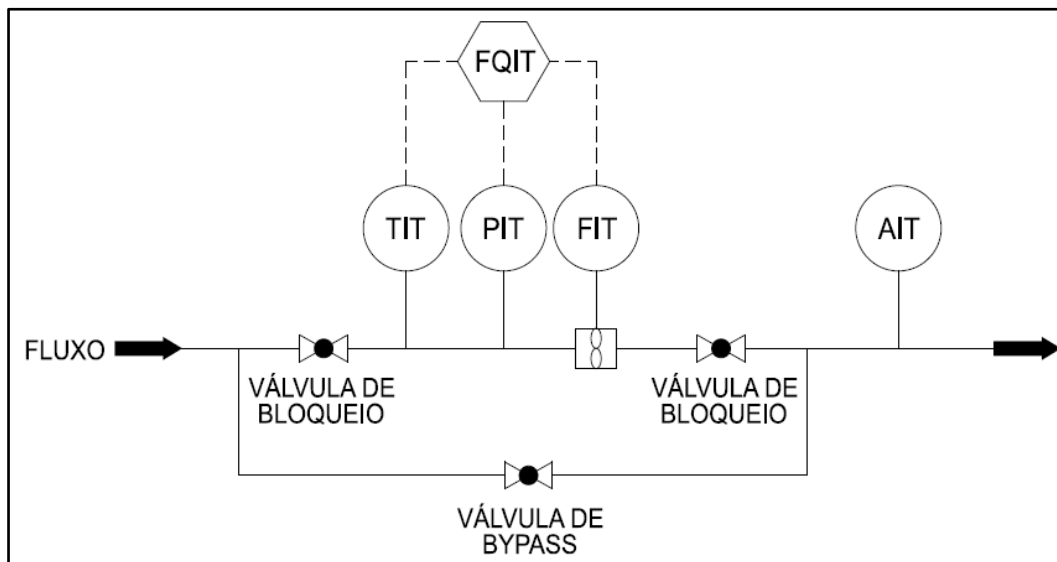 FQIT
TIT
PIT
FIT
AIT
FLUXO
VÁLVULA DE
BLOQUEIO
VÁLVULA DE
BLOQUEIO
VÁLVULA DE
BYPASS